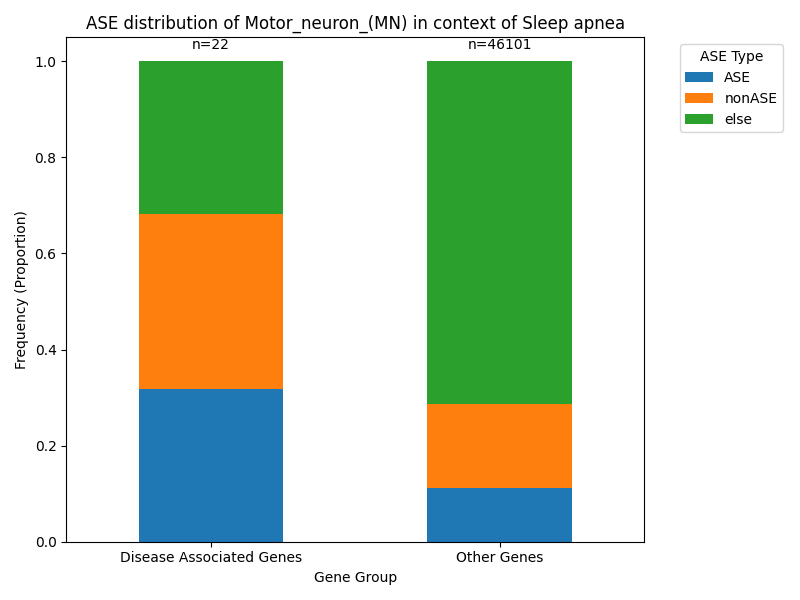 ASE distribution of Motor_neuron_(MN) in context of Sleep apnea
n=22
n=46101
ASE Type
ASE
nonASE
else
1.0
0.8
0.6
0.4
0.2
0.0
Frequency (Proportion)
Disease Associated Genes
Other Genes
Gene Group